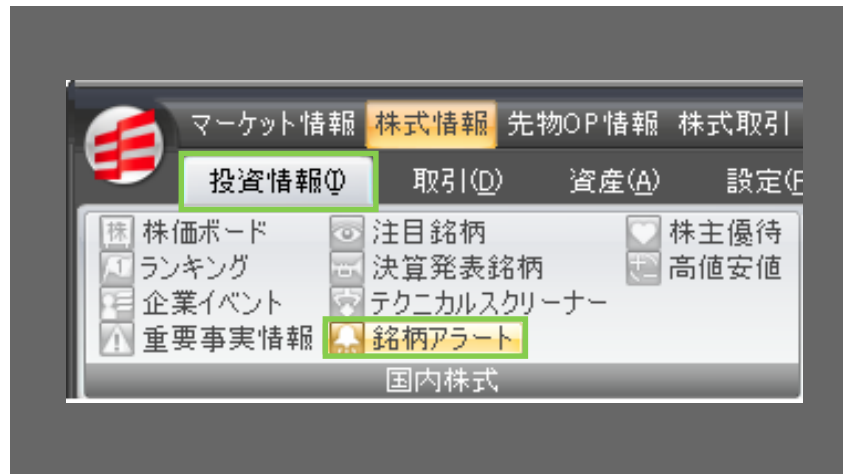 マーケット情報 株式情報 先物OP情報 株式取引
投資情報(I) 取引(D) 資産(A) 設定(
株価ボード 注目銘柄 株主優待
ランキング 決算発表銘柄 高値安値
企業イベント テクニカルスクリーナー
重要事実情報 銘柄アラート
国内株式